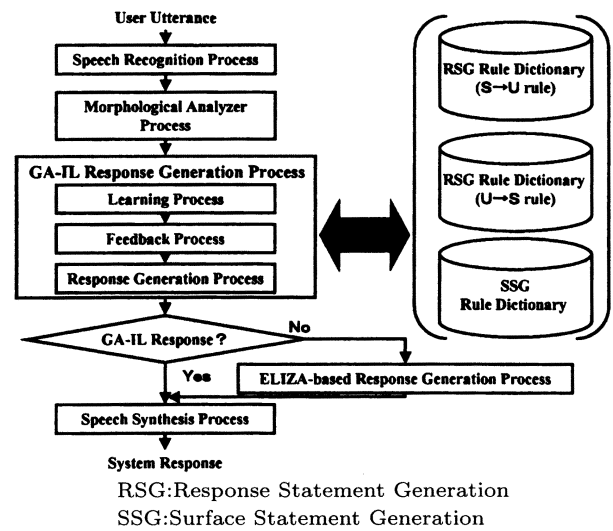 User Utterance
Speech Recognition Process
Morphological Analyzer
Process
GA-IL Response Generation Process
Learning Process
Feedback Process
Response Generation Process
GA-IL Response?
No
Yes
ELIZA-based Response Generation Process
Speech Synthesis Process
System Response
RSG Rule Dictionary
(S→U rule)
RSG Rule Dictionary
(U→S rule)
SSG
Rule Dictionary
RSG:Response Statement Generation
SSG:Surface Statement Generation